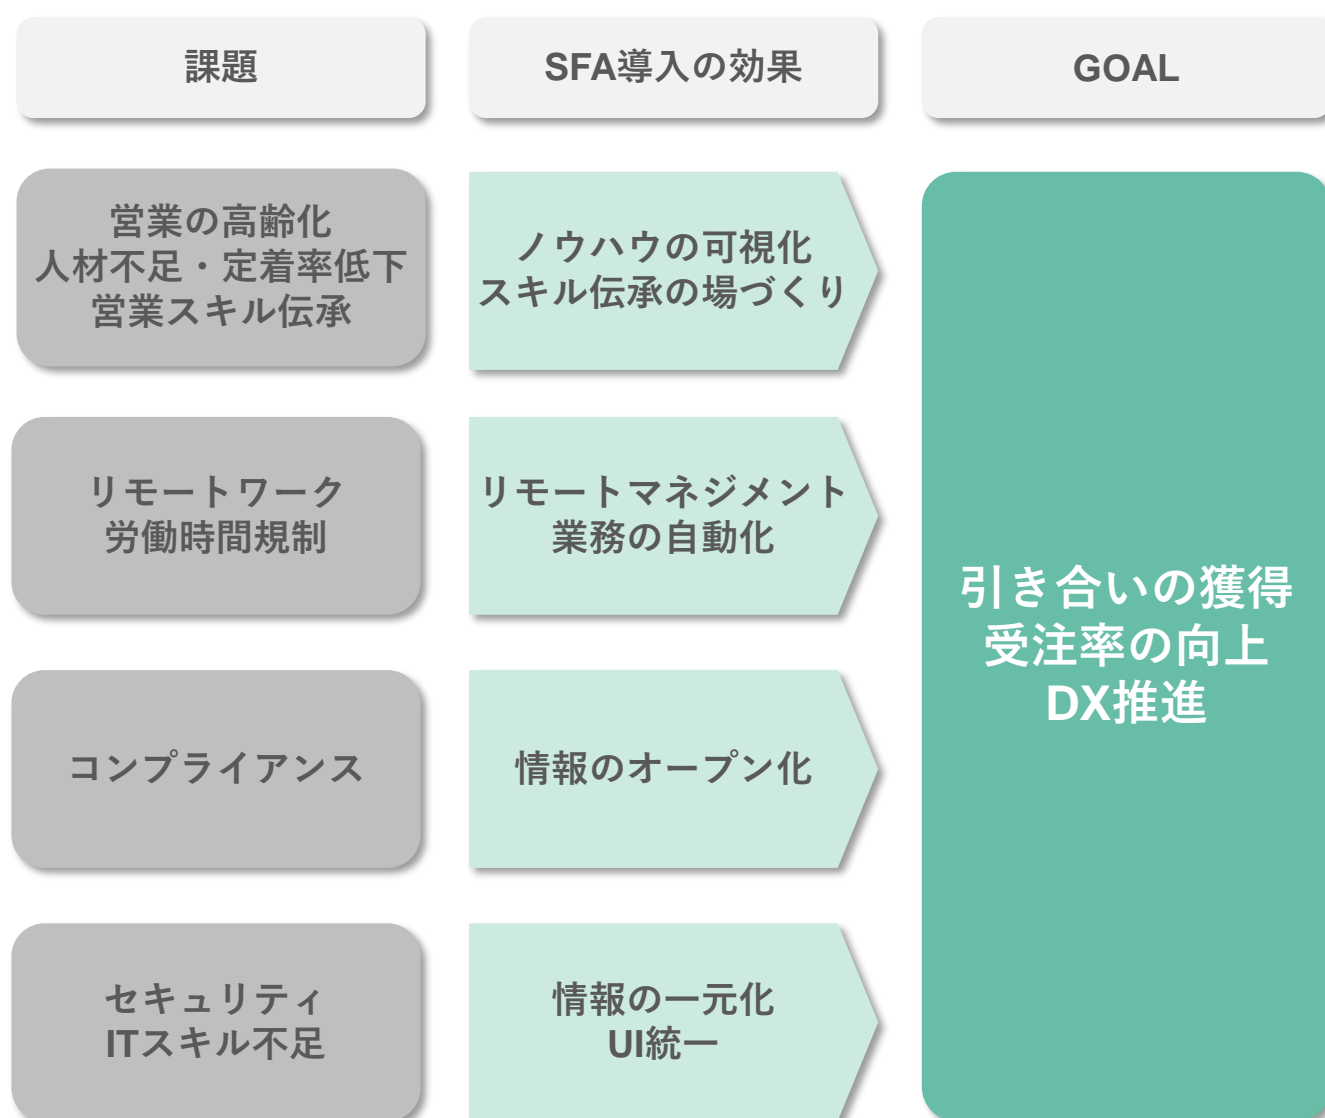 課題
SFA導入の効果
GOAL
営業の高齢化
人材不足・定着率低下
営業スキル伝承
ノウハウの可視化
スキル伝承の場づくり
リモートワーク
労働時間規制
リモートマネジメント
業務の自動化
コンプライアンス
情報のオープン化
セキュリティ
ITスキル不足
情報の一元化
UI統一
引き合いの獲得
受注率の向上
DX推進